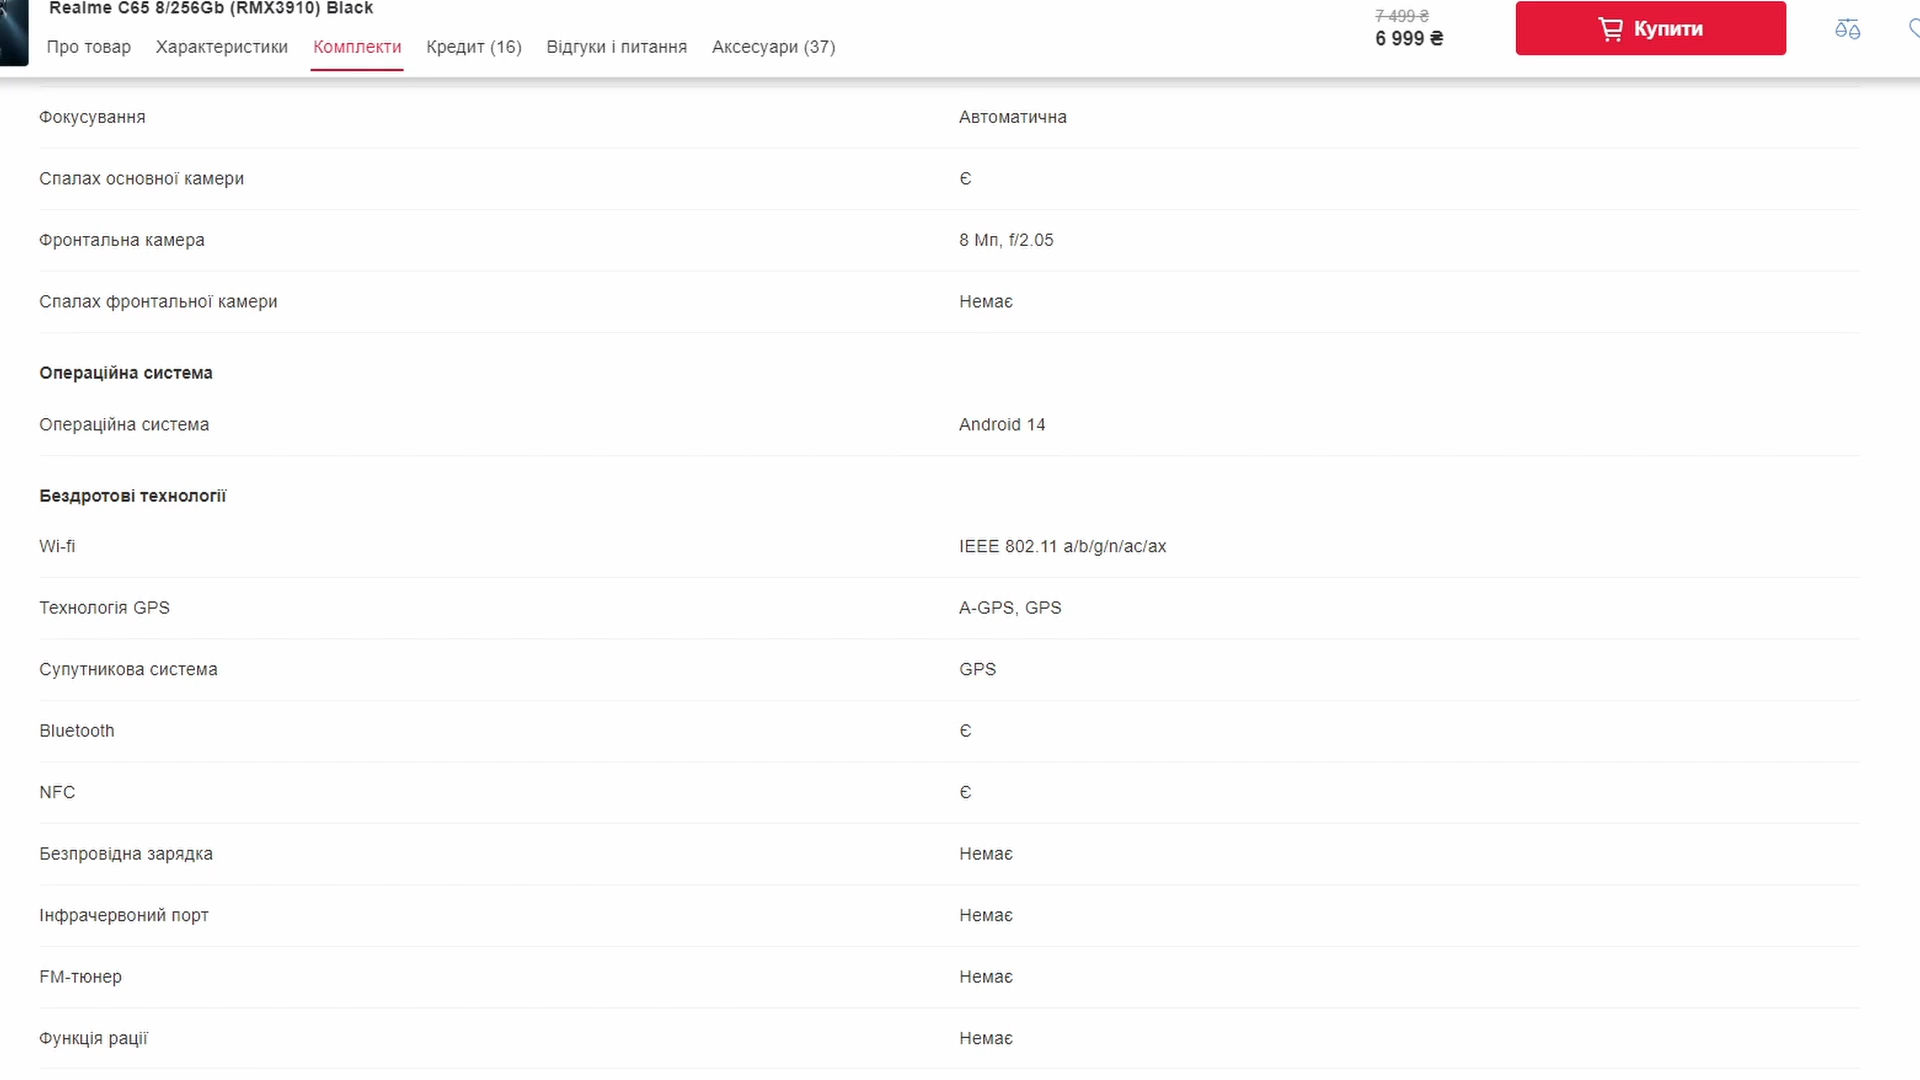 Realme C65 8/256Gb (RMX3910) Black
7 499 ₴
6 999 ₴
Купити
Про товар Характеристики Комплекти Кредит (16) Відгуки і питання Аксесуари (37)
Фокусування Автоматична
Спалах основної камери Є
Фронтальна камера 8 Мп, f/2.05
Спалах фронтальної камери Немає
Операційна система
Операційна система Android 14
Бездротові технології
Wi-fi IEEE 802.11 a/b/g/n/ac/ax
Технологія GPS A-GPS, GPS
Супутникова система GPS
Bluetooth Є
NFC Є
Безпровідна зарядка Немає
Інфрачервоний порт Немає
FM-тюнер Немає
Функція рації Немає